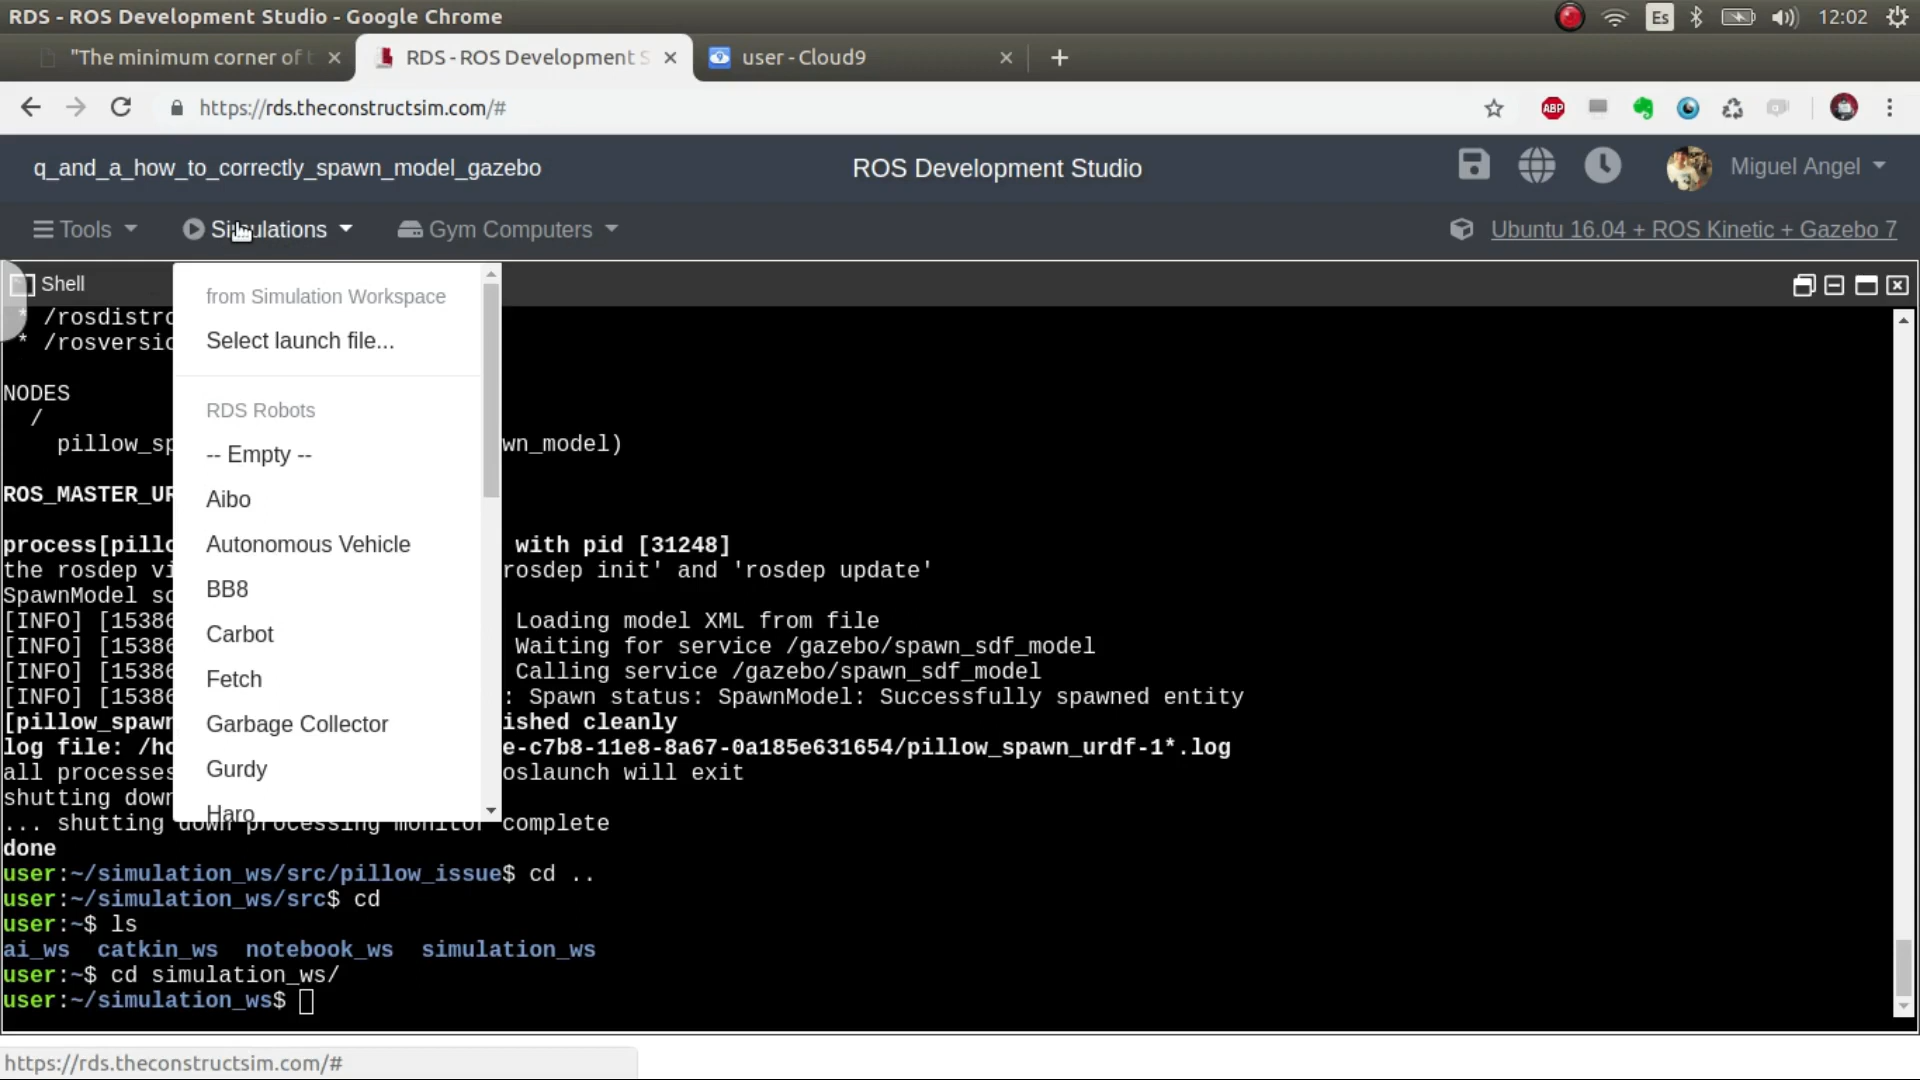 RDS - ROS Development Studio - Google Chrome
Es
12:02
"The minimum corner of t
RDS - ROS Development S
user - Cloud9
https://rds.theconstructsim.com/#
ABP
q_and_a_how_to_correctly_spawn_model_gazebo
ROS Development Studio
Miguel Angel
Tools
Simulations
Gym Computers
Ubuntu 16.04 + ROS Kinetic + Gazebo 7
Shell
from Simulation Workspace
Select launch file...
RDS Robots
-- Empty --
Aibo
Autonomous Vehicle
BB8
Carbot
Fetch
Garbage Collector
Gurdy
Haro
* /rosdistro
* /rosversio
NODES
/
pillow_sp wn_model)
ROS_MASTER_UR
process[pillo with pid [31248]
the rosdep vi rosdep init' and 'rosdep update'
SpawnModel sc
[INFO] [15386 Loading model XML from file
[INFO] [15386 Waiting for service /gazebo/spawn_sdf_model
[INFO] [15386 Calling service /gazebo/spawn_sdf_model
[INFO] [15386 : Spawn status: SpawnModel: Successfully spawned entity
[pillow_spawn ished cleanly
log file: /ho e-c7b8-11e8-8a67-0a185e631654/pillow_spawn_urdf-1*.log
all processes oslaunch will exit
shutting down
... shutting down processing monitor complete
done
user:~/simulation_ws/src/pillow_issue$ cd ..
user:~/simulation_ws/src$ cd
user:~$ ls
ai_ws catkin_ws notebook_ws simulation_ws
user:~$ cd simulation_ws/
user:~/simulation_ws$
https://rds.theconstructsim.com/#